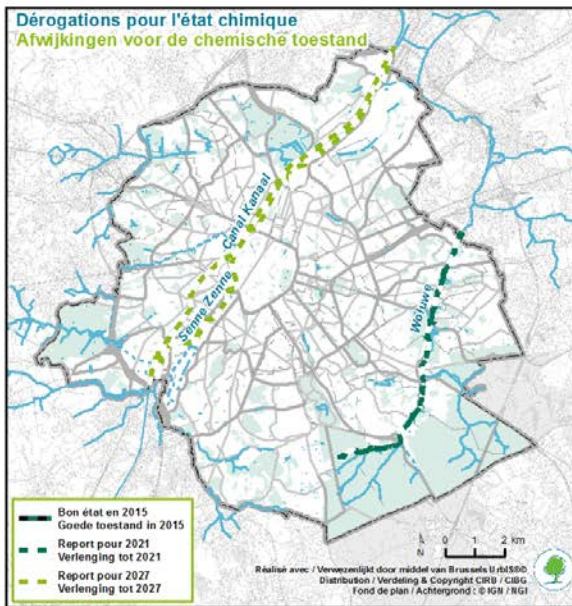 Dérogations pour l'état chimique
Afwijkingen voor de chemische toestand
Canal Kanaal
Senne Zenne
Woluwe
Bon état en 2015
Goede toestand in 2015
Report pour 2021
Verlenging tot 2021
Report pour 2027
Verlenging tot 2027
N
0 1 2 km
Réalisé avec / Verwezenlijkt door middel van Brussels UrbIS®©
Distribution / Verdeling & Copyright CIRB / CIBG
Fond de plan / Achtergrond : © IGN / NGI